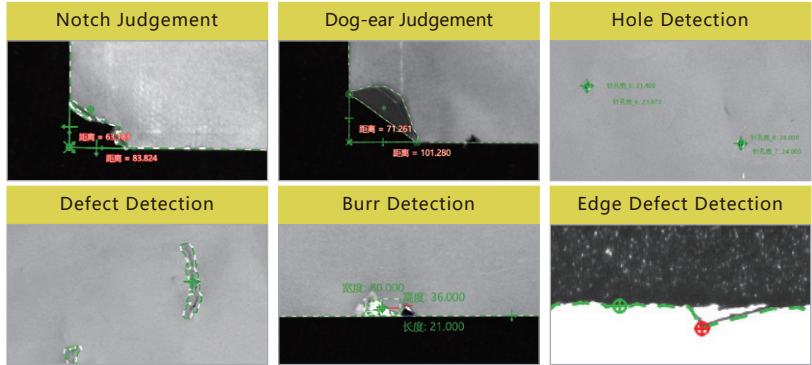 Notch Judgement
Dog-ear Judgement
Hole Detection
距离 = 83.824
距离 = 71.261
距离 = 101.280
Defect Detection
Burr Detection
Edge Defect Detection
宽度: 60.000
高度: 36.000
长度: 21.000